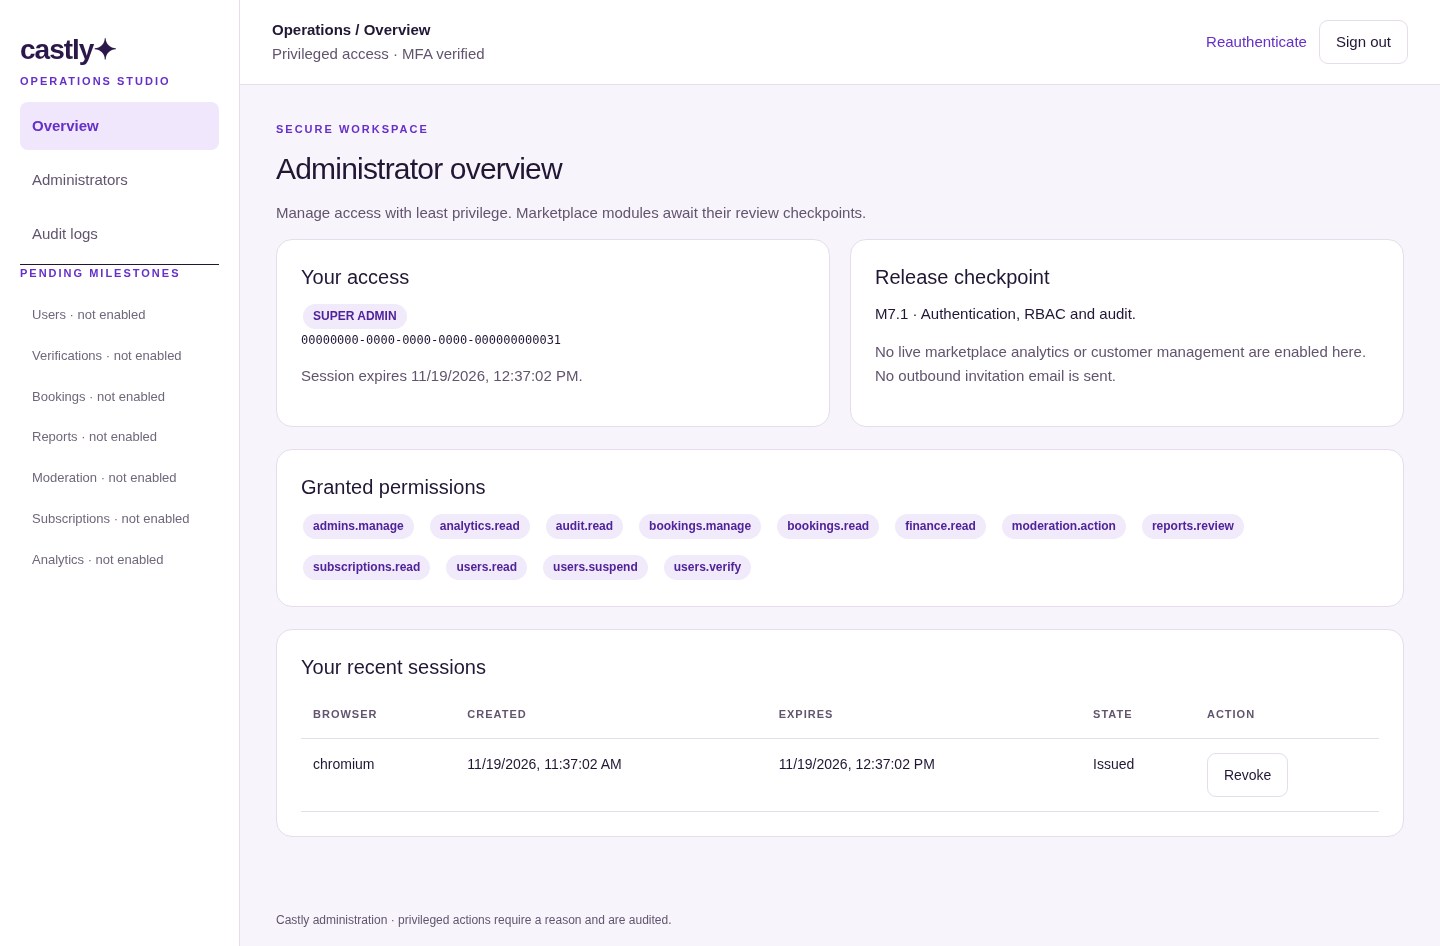 castly✦
OPERATIONS STUDIO
Overview
Administrators
Audit logs
PENDING MILESTONES
Users · not enabled
Verifications · not enabled
Bookings · not enabled
Reports · not enabled
Moderation · not enabled
Subscriptions · not enabled
Analytics · not enabled
Operations / Overview
Privileged access · MFA verified
Reauthenticate
Sign out
SECURE WORKSPACE
Administrator overview
Manage access with least privilege. Marketplace modules await their review checkpoints.
Your access
SUPER ADMIN
00000000-0000-0000-0000-000000000031
Session expires 11/19/2026, 12:37:02 PM.
Release checkpoint
M7.1 · Authentication, RBAC and audit.
No live marketplace analytics or customer management are enabled here.
No outbound invitation email is sent.
Granted permissions
admins.manage analytics.read audit.read bookings.manage bookings.read finance.read moderation.action reports.review
subscriptions.read users.read users.suspend users.verify
Your recent sessions
BROWSER CREATED EXPIRES STATE ACTION
chromium 11/19/2026, 11:37:02 AM 11/19/2026, 12:37:02 PM Issued Revoke
Castly administration · privileged actions require a reason and are audited.